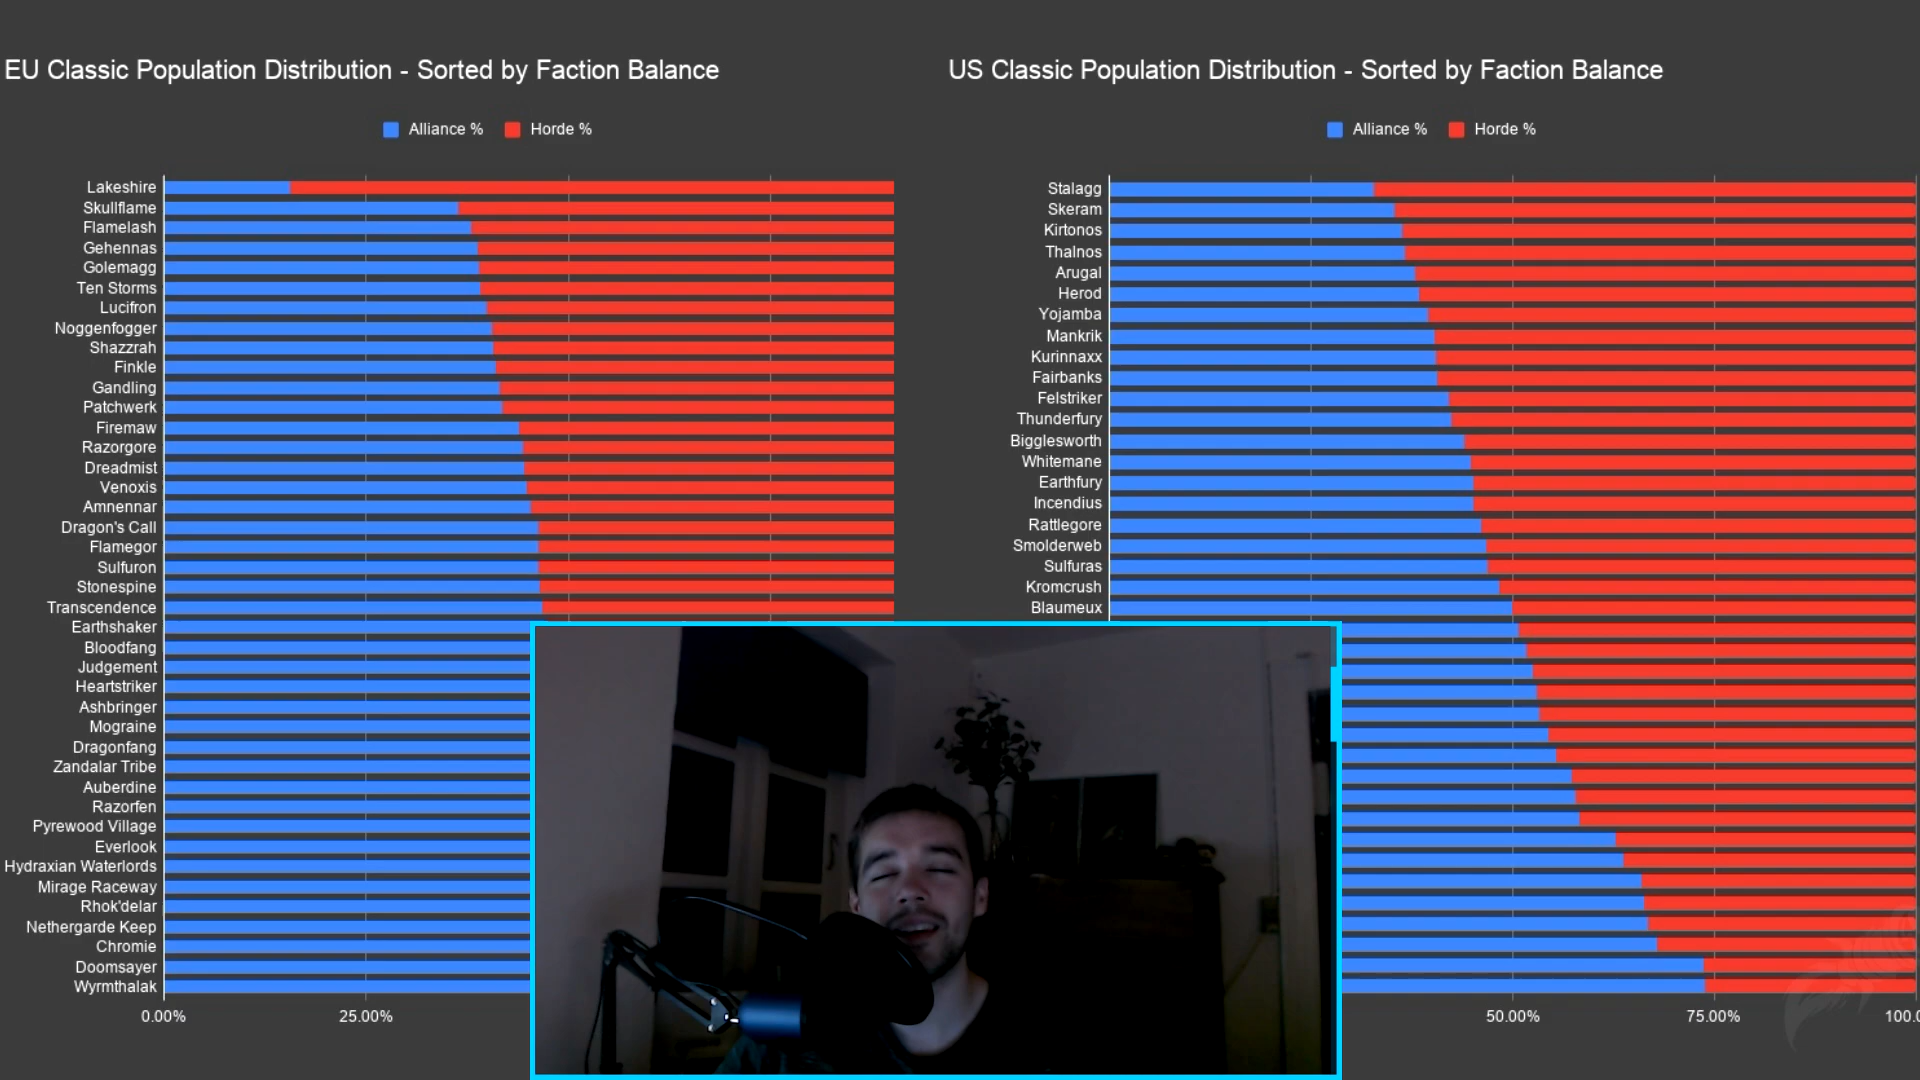 EU Classic Population Distribution - Sorted by Faction Balance
Alliance % Horde %
Lakeshire
Skullflame
Flamelash
Gehennas
Golemagg
Ten Storms
Lucifron
Noggenfogger
Shazzrah
Finkle
Gandling
Patchwerk
Firemaw
Razorgore
Dreadmist
Venoxis
Amnennar
Dragon's Call
Flamegor
Sulfuron
Stonespine
Transcendence
Earthshaker
Bloodfang
Judgement
Heartstriker
Ashbringer
Mograine
Dragonfang
Zandalar Tribe
Auberdine
Razorfen
Pyrewood Village
Everlook
Hydraxian Waterlords
Mirage Raceway
Rhok'delar
Nethergarde Keep
Chromie
Doomsayer
Wyrmthalak
0.00% 25.00%
US Classic Population Distribution - Sorted by Faction Balance
Alliance % Horde %
Stalagg
Skeram
Kirtonos
Thalnos
Arugal
Herod
Yojamba
Mankrik
Kurinnaxx
Fairbanks
Felstriker
Thunderfury
Bigglesworth
Whitemane
Earthfury
Incendius
Rattlegore
Smolderweb
Sulfuras
Kromcrush
Blaumeux
50.00% 75.00% 100.0